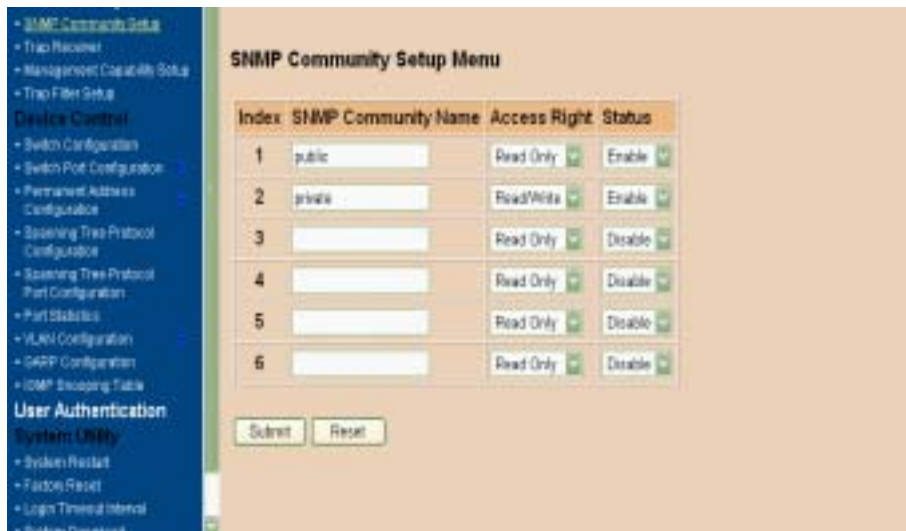 • SNMP Community Setup
• Trap Receiver
• Management Capability Setup
• Trap Filter Setup
Device Control
• Switch Configuration
• Switch Port Configuration
• Permanent Address
Configuration
• Spanning Tree Protocol
Configuration
• Spanning Tree Protocol
Port Configuration
• Port Statistics
• VLAN Configuration
• GARP Configuration
• IGMP Snooping Table
User Authentication
System Utility
• System Restart
• Factory Reset
• Login Timeout Interval
• System Download
SNMP Community Setup Menu
Index SNMP Community Name Access Right Status
1 public Read Only Enable
2 private Read/Write Enable
3 Read Only Disable
4 Read Only Disable
5 Read Only Disable
6 Read Only Disable
Submit Reset